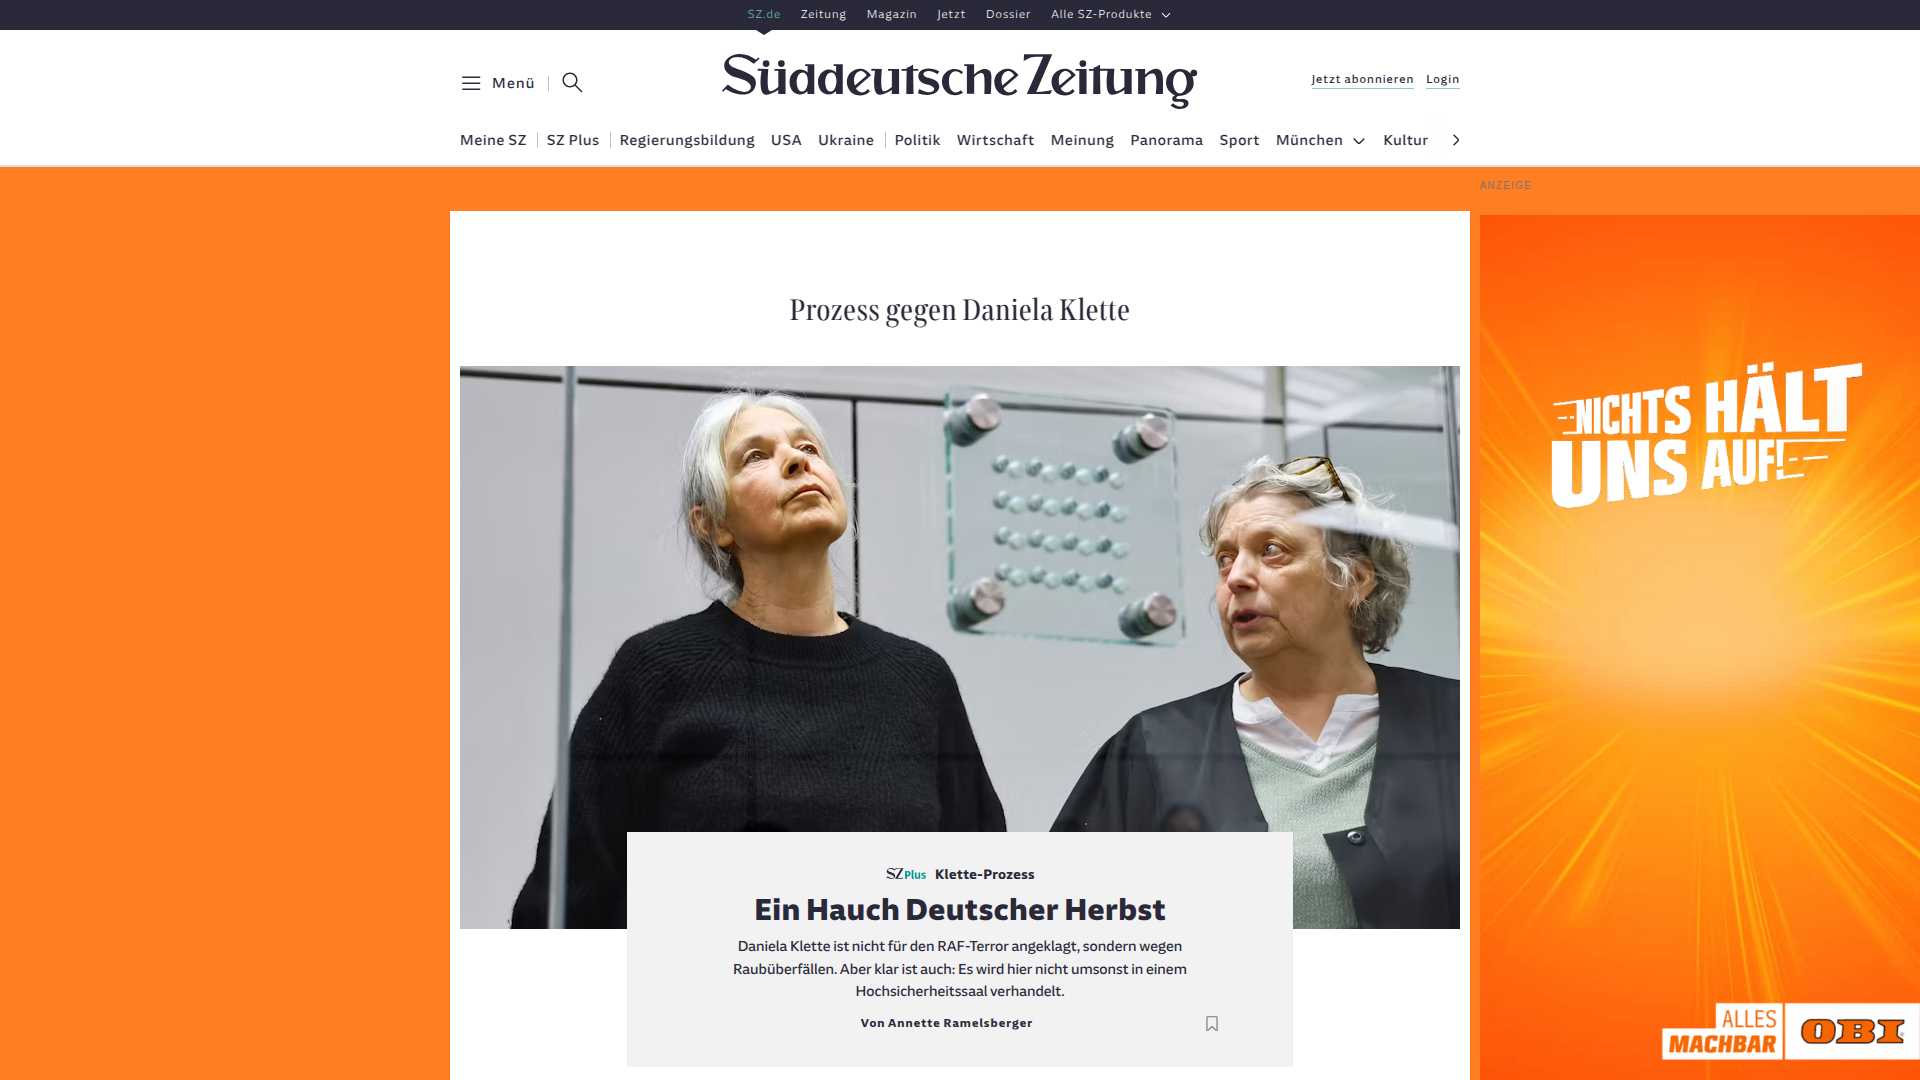 SZ.de Zeitung Magazin Jetzt Dossier Alle SZ-Produkte
Menü
Süddeutsche Zeitung
Jetzt abonnieren Login
Meine SZ SZ Plus Regierungsbildung USA Ukraine Politik Wirtschaft Meinung Panorama Sport München Kultur
ANZEIGE
Prozess gegen Daniela Klette
NICHTS HÄLT
UNS AUF!
SZ Plus Klette-Prozess
Ein Hauch Deutscher Herbst
Daniela Klette ist nicht für den RAF-Terror angeklagt, sondern wegen
Raubüberfällen. Aber klar ist auch: Es wird hier nicht umsonst in einem
Hochsicherheitssaal verhandelt.
Von Annette Ramelsberger
ALLES
MACHBAR
OBI